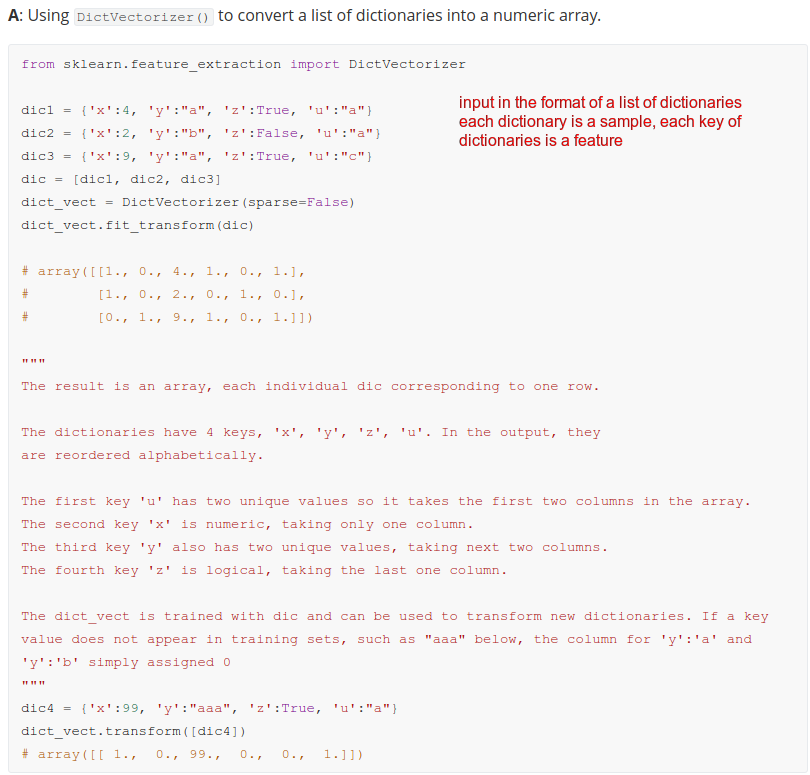 A: Using DictVectorizer() to convert a list of dictionaries into a numeric array.
from sklearn.feature_extraction import DictVectorizer
dic1 = {'x':4, 'y':"a", 'z':True, 'u':"a"}
dic2 = {'x':2, 'y':"b", 'z':False, 'u':"a"}
dic3 = {'x':9, 'y':"a", 'z':True, 'u':"c"}
dic = [dic1, dic2, dic3]
dict_vect = DictVectorizer(sparse=False)
dict_vect.fit_transform(dic)
input in the format of a list of dictionaries
each dictionary is a sample, each key of
dictionaries is a feature
# array([[1., 0., 4., 1., 0., 1.],
#        [1., 0., 2., 0., 1., 0.],
#        [0., 1., 9., 1., 0., 1.]])
"""
The result is an array, each individual dic corresponding to one row.
The dictionaries have 4 keys, 'x', 'y', 'z', 'u'. In the output, they
are reordered alphabetically.
The first key 'u' has two unique values so it takes the first two columns in the array.
The second key 'x' is numeric, taking only one column.
The third key 'y' also has two unique values, taking next two columns.
The fourth key 'z' is logical, taking the last one column.
The dict_vect is trained with dic and can be used to transform new dictionaries. If a key
value does not appear in training sets, such as "aaa" below, the column for 'y':'a' and
'y':'b' simply assigned 0
"""
dic4 = {'x':99, 'y':"aaa", 'z':True, 'u':"a"}
dict_vect.transform([dic4])
# array([[ 1.,  0., 99.,  0.,  0.,  1.]])